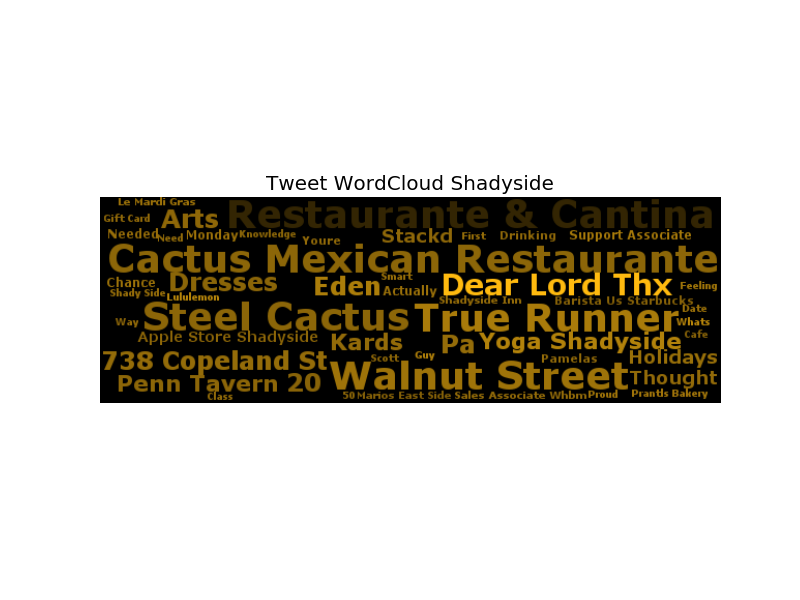 Tweet WordCloud Shadyside
Le Mardi Gras
Restaurante & Cantina
Gift Card Arts
Needed Need Monday Knowledge Youre Stackd First Drinking Support Associate
Cactus Mexican Restaurante
Chance Dresses Eden Smart Actually Dear Lord Thx Feeling
Shady Side Lululemon Shadyside Inn Barista Us Starbucks
Way Steel Cactus True Runner Date Whats
Apple Store Shadyside Kards Pa Yoga Shadyside Cafe
738 Copeland St Scott Guy Pamelas Holidays
Penn Tavern 20 Walnut Street Thought
Class 50 Marios East Side Sales Associate Whbm Proud Prantls Bakery